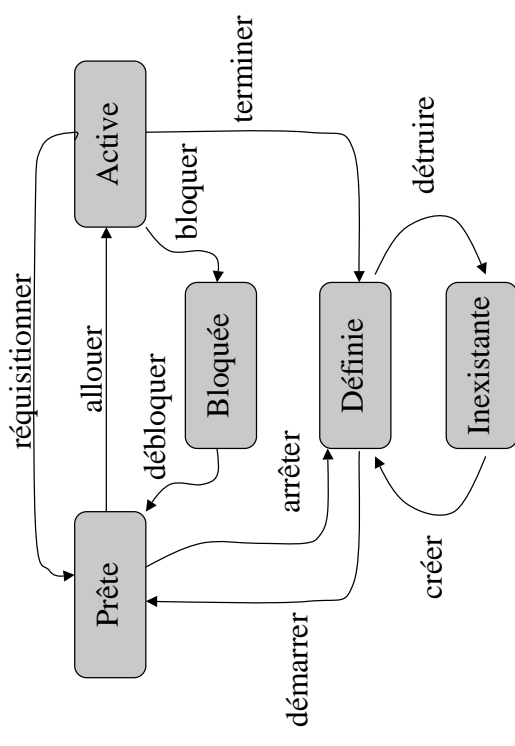 réquisitionner
Prête
allouer
Active
débloquer
bloquer
Bloquée
terminer
arrêter
démarrer
Définie
créer
détruire
Inexistante